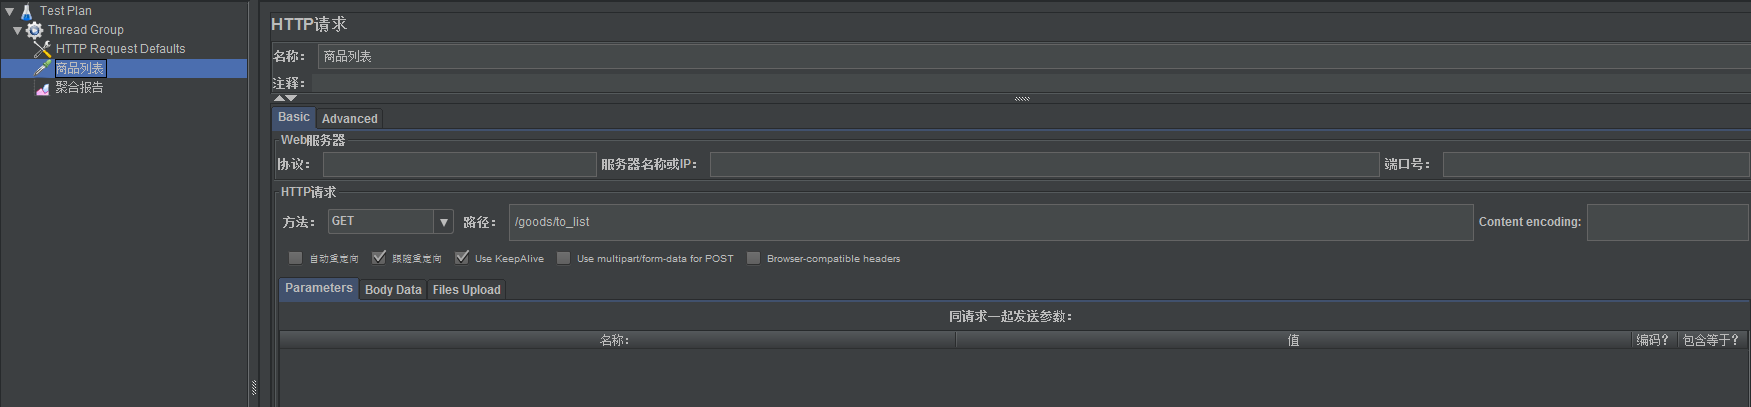 Test Plan
Thread Group
HTTP Request Defaults
商品列表
聚合报告
HTTP请求
名称： 商品列表
注释：
Basic Advanced
Web服务器
协议： 服务器名称或IP： 端口号：
HTTP请求
方法： GET 路径： /goods/to_list Content encoding:
自动重定向 跟随重定向 Use KeepAlive Use multipart/form-data for POST Browser-compatible headers
Parameters Body Data Files Upload
同请求一起发送参数：
名称： 值 编码？ 包含等于？